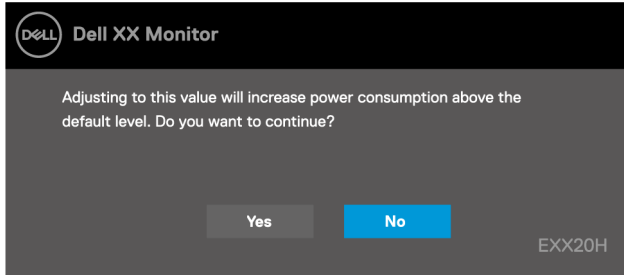 DELL Dell XX Monitor
Adjusting to this value will increase power consumption above the
default level. Do you want to continue?
Yes No
EXX20H